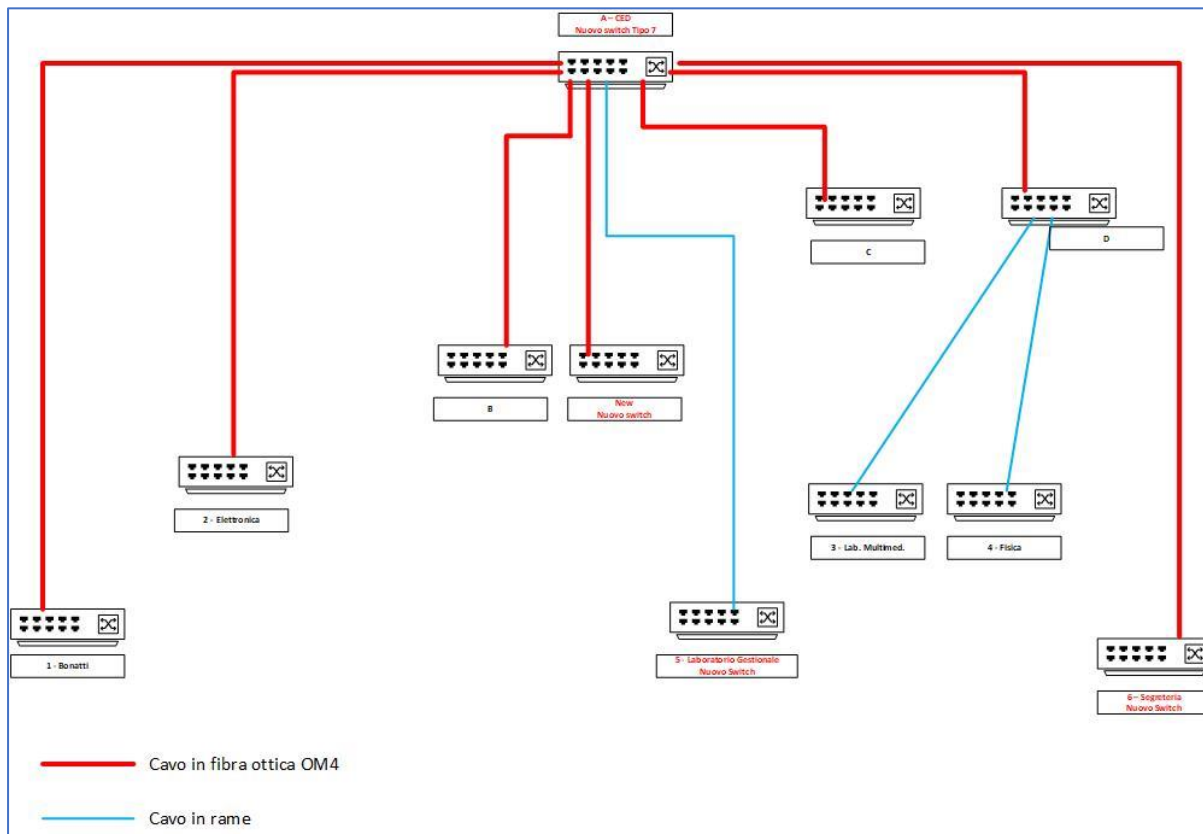 A – CED
Nuovo switch Tipo 7
C
D
B
New
Nuovo switch
2 - Elettronica
3 - Lab. Multimed.
4 - Fisica
1 - Bonatti
5 - Laboratorio Gestionale
Nuovo Switch
6 – Segreteria
Nuovo Switch
Cavo in fibra ottica OM4
Cavo in rame